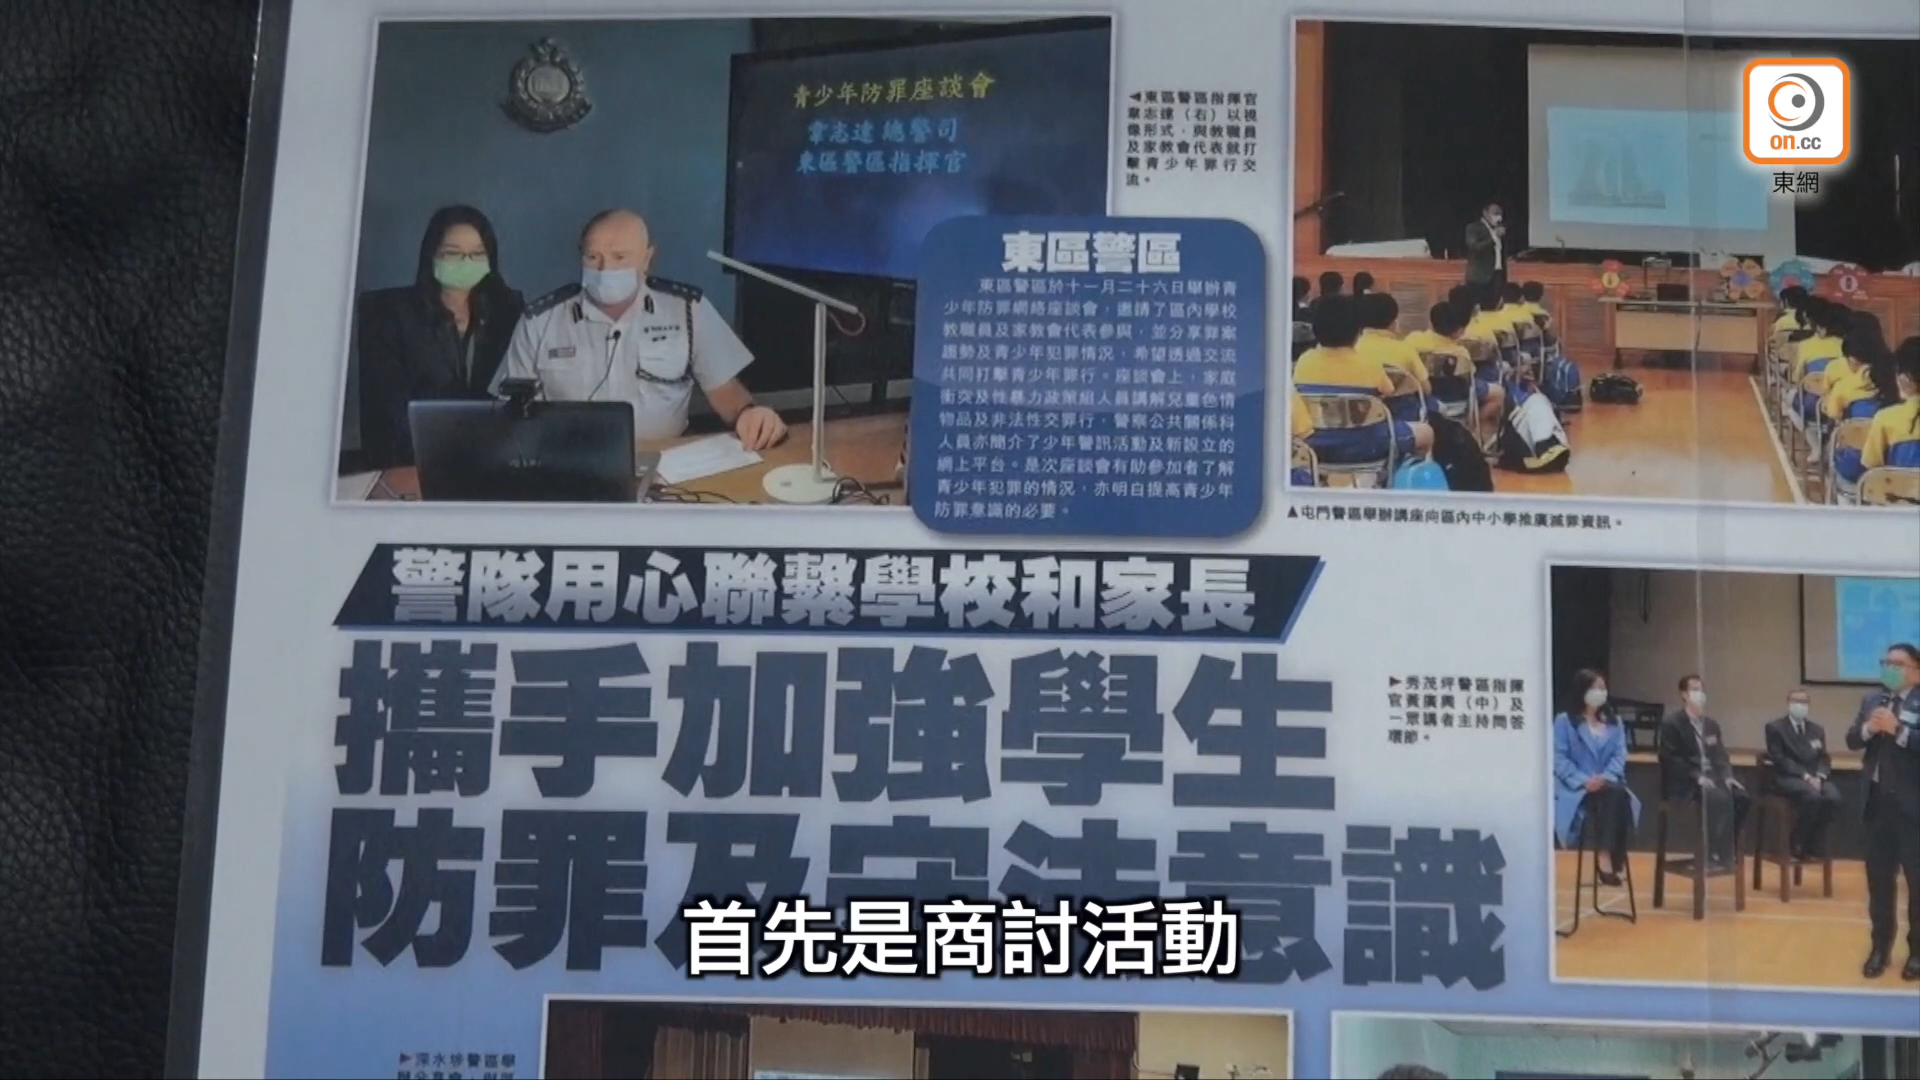 青少年防罪座談會
韋志達 總警司
東區警區指揮官
◀東區警區指揮官
韋志達（右）以視
像形式，與教職員
及家教會代表就打
擊青少年罪行交
流。
on.cc
東網
東區警區
東區警區於十一月二十六日舉辦青
少年防罪網絡座談會，邀請了區內學校
教職員及家教會代表參與，並分享罪案
趨勢及青少年犯罪情況，希望透過交流
共同打擊青少年罪行。座談會上，家庭
衝突及性暴力政策組人員講解兒童色情
物品及非法性交罪行，警察公共關係科
人員亦簡介了少年警訊活動及新設立的
網上平台。是次座談會有助參加者了解
青少年犯罪的情況，亦明白提高青少年
防罪意識的必要。
▲屯門警區舉辦講座向區內中小學推廣滅罪資訊。
警隊用心聯繫學校和家長
攜手加強學生
防罪及守法意識
▶秀茂坪警區指揮
官黃廣興（中）及
一眾講者主持問答
環節。
首先是商討活動
▶深水埗警區舉